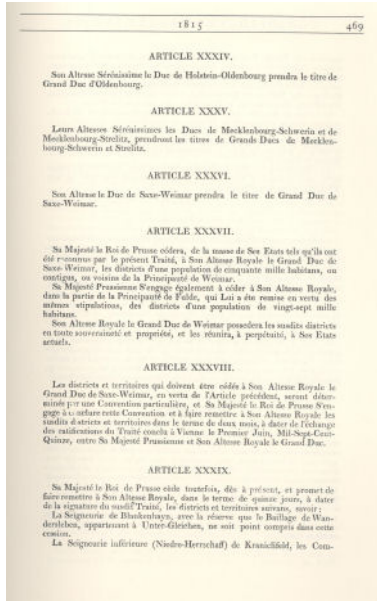 1815 469
ARTICLE XXXIV.
Son Altesse Sérénissime le Duc de Holstein-Oldenbourg prendra le titre de
Grand Duc d'Oldenbourg.
ARTICLE XXXV.
Leurs Altesses Sérénissimes les Ducs de Mecklenbourg-Schwerin et de
Mecklenbourg-Strelitz, prendront les titres de Grands Ducs de Mecklen-
bourg-Schwerin et Strelitz.
ARTICLE XXXVI.
Son Altesse le Duc de Saxe-Weimar prendra le titre de Grand Duc de
Saxe-Weimar.
ARTICLE XXXVII.
Sa Majesté le Roi de Prusse cédera, de la masse de Ses Etats tels qu'ils ont
été reconnus par le présent Traité, à Son Altesse Royale le Grand Duc de
Saxe-Weimar, les districts d'une population de cinquante mille habitans, ou
contigus, ou voisins de la Principauté de Weimar.
Sa Majesté Prussienne S'engage également à céder à Son Altesse Royale,
dans la partie de la Principauté de Fulde, qui Lui a été remise en vertu des
mêmes stipulations, des districts d'une population de vingt-sept mille
habitans.
Son Altesse Royale le Grand Duc de Weimar possedera les susdits districts
en toute souveraineté et propriété, et les réunira, à perpétuité, à Ses Etats
actuels.
ARTICLE XXXVIII.
Les districts et territoires qui doivent être cédés à Son Altesse Royale le
Grand Duc de Saxe-Weimar, en vertu de l'Article précédent, seront déter-
minés par une Convention particulière, et Sa Majesté le Roi de Prusse S'en-
gage à conclure cette Convention et à faire remettre à Son Altesse Royale les
susdits districts et territoires dans le terme de deux mois, à dater de l'échange
des ratifications du Traité conclu à Vienne le Premier Juin, Mil-Sept-Cent-
Quinze, entre Sa Majesté Prussienne et Son Altesse Royale le Grand Duc.
ARTICLE XXXIX.
Sa Majesté le Roi de Prusse cède toutefois, dès à présent, et promet de
faire remettre à Son Altesse Royale, dans le terme de quinze jours, à dater
de la signature du susdit Traité, les districts et territoires suivans, savoir:
La Seigneurie de Blankenhayn, avec la réserve que le Baillage de Wan-
dersleben, appartenant à Unter-Gleichen, ne soit point compris dans cette
cession.
La Seigneurie inférieure (Niedre-Herrschaff) de Kranichfeld, les Com-